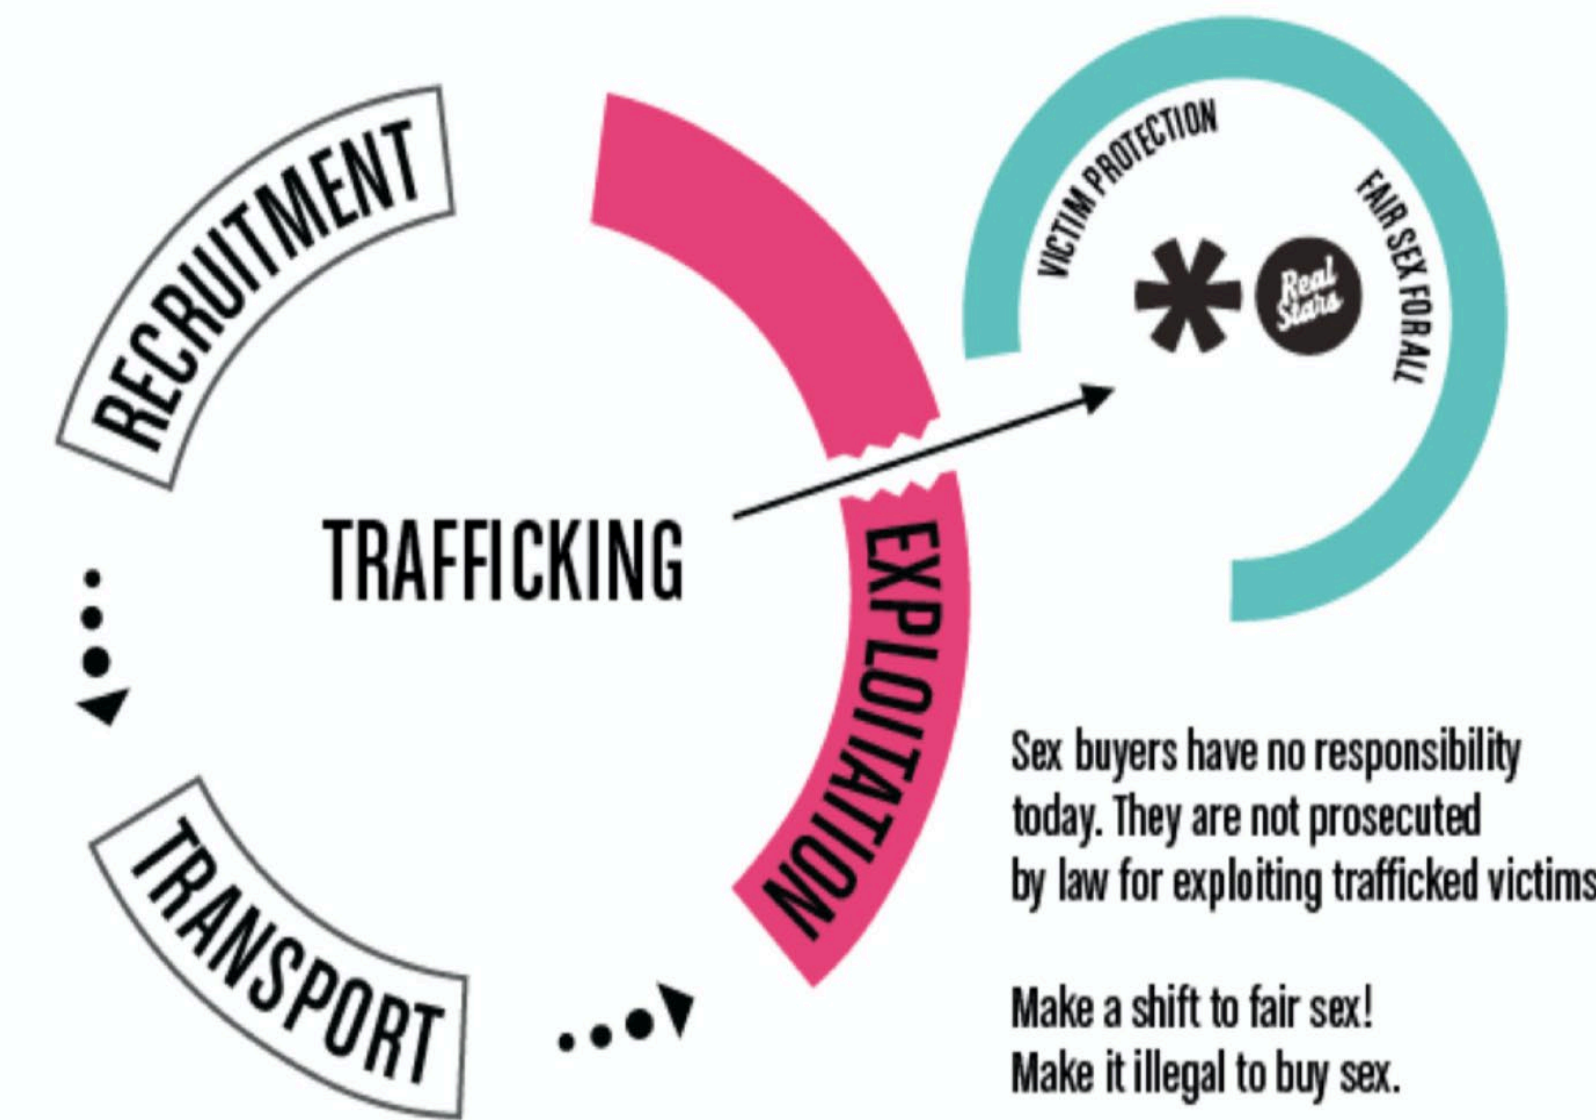 RECRUITMENT
TRAFFICKING
TRANSPORT
EXPLOITATION
VICTIM PROTECTION
FAIR SEX FOR ALL
Real
Stars
Sex buyers have no responsibility
today. They are not prosecuted
by law for exploiting trafficked victims
Make a shift to fair sex!
Make it illegal to buy sex.